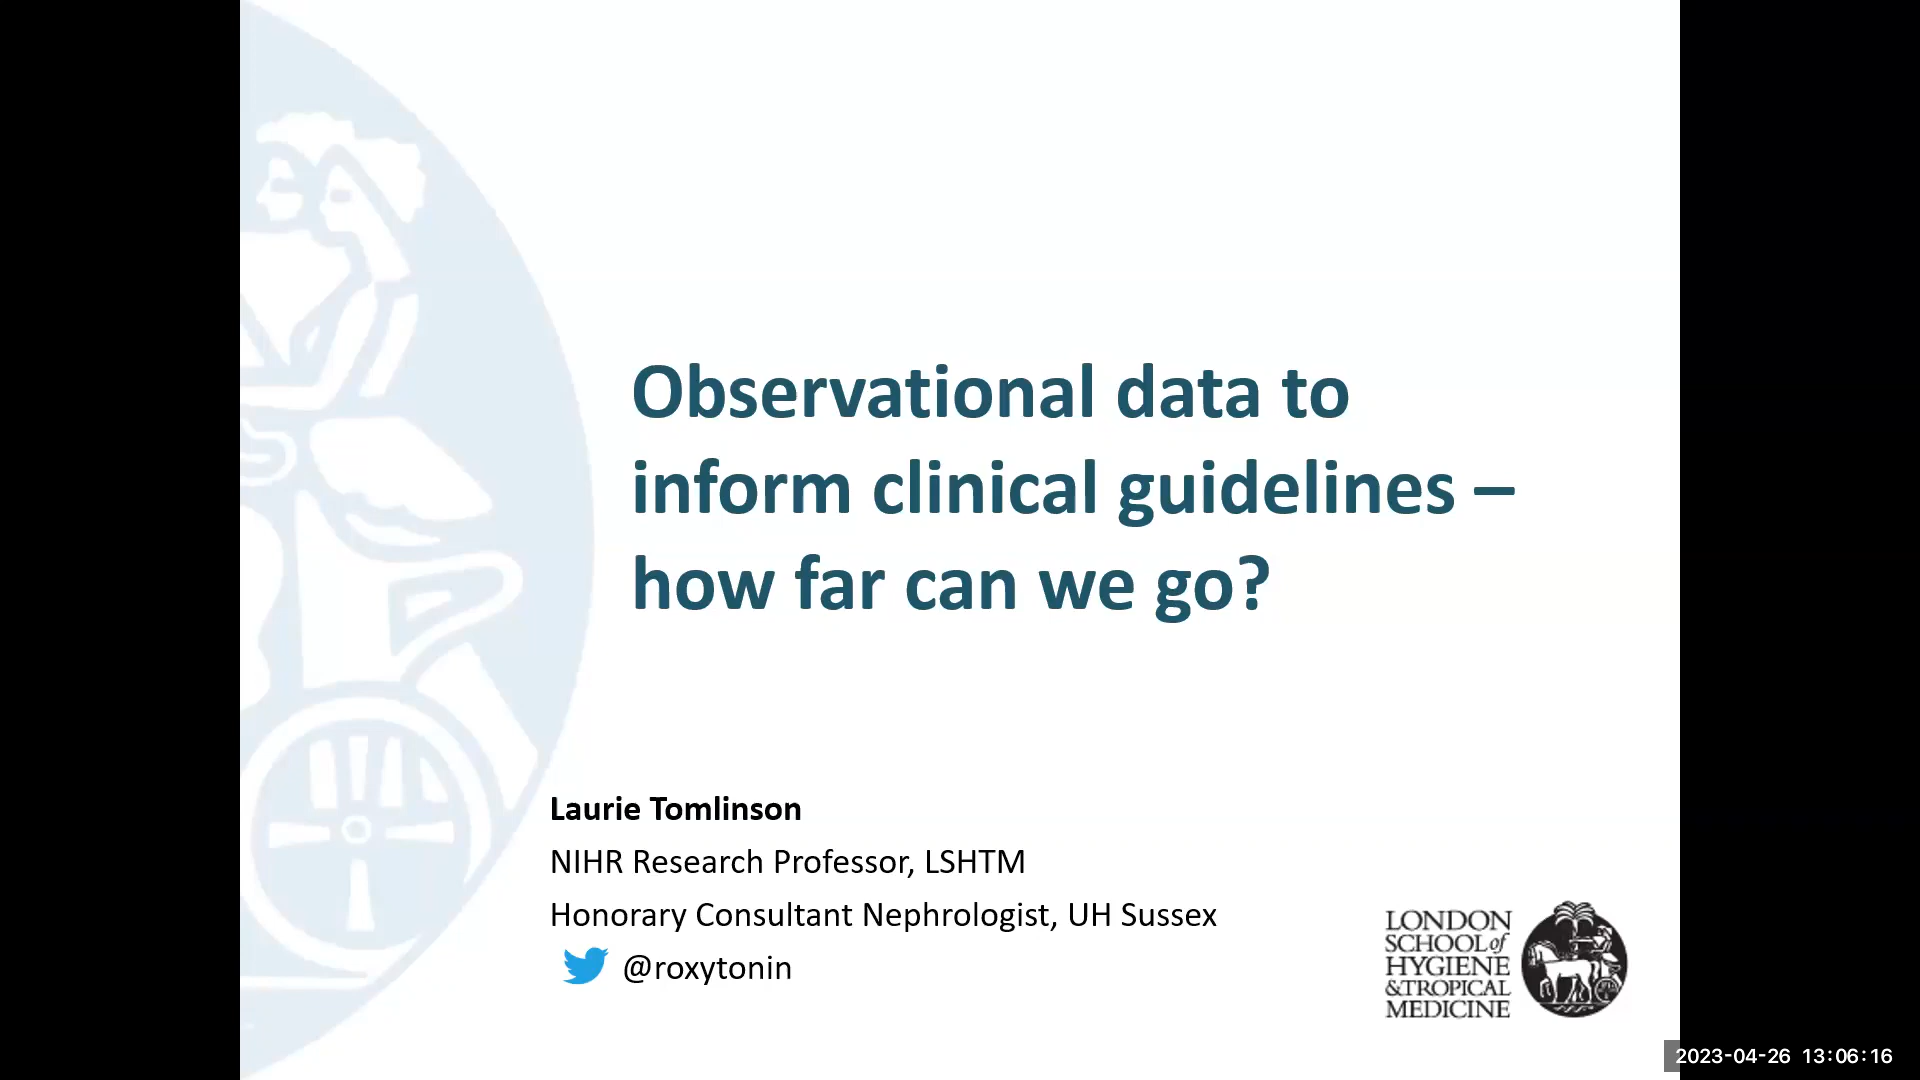 Observational data to
inform clinical guidelines –
how far can we go?
Laurie Tomlinson
NIHR Research Professor, LSHTM
Honorary Consultant Nephrologist, UH Sussex
@roxytonin
LONDON
SCHOOL of
HYGIENE
&TROPICAL
MEDICINE
2023-04-26 13:06:16